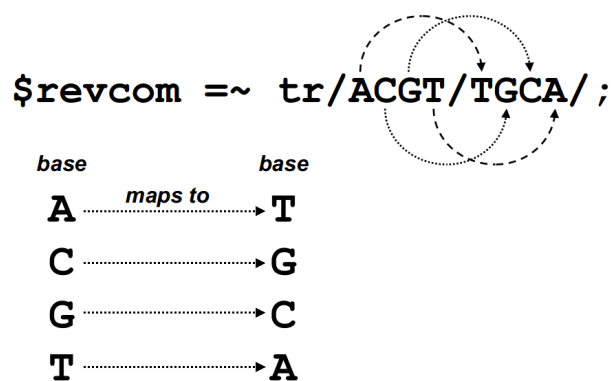 $revcom =~ tr/ACGT/TGCA/;
base base
A maps to T
C G
G C
T A